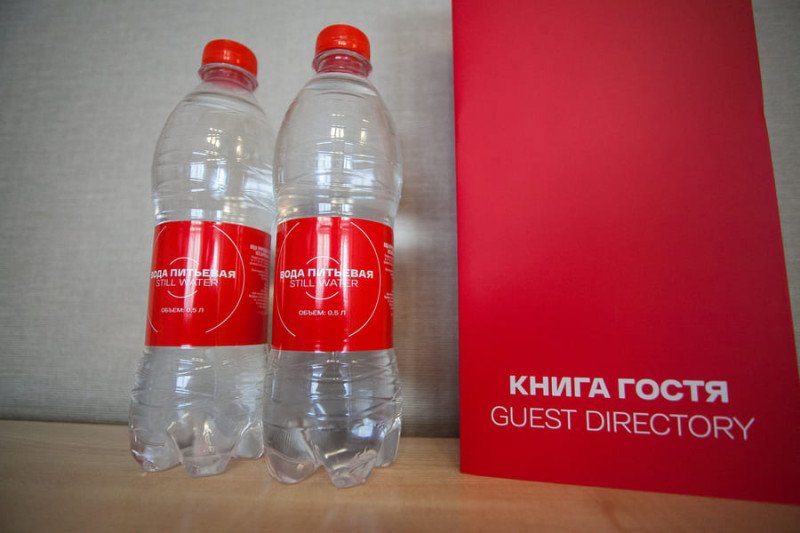 ВОДА ПИТЬЕВАЯ
STILL WATER
ОБЪЕМ: 0,5 Л
ВОДА ПИТЬЕВАЯ
STILL WATER
ОБЪЕМ: 0,5 Л
КНИГА ГОСТЯ
GUEST DIRECTORY